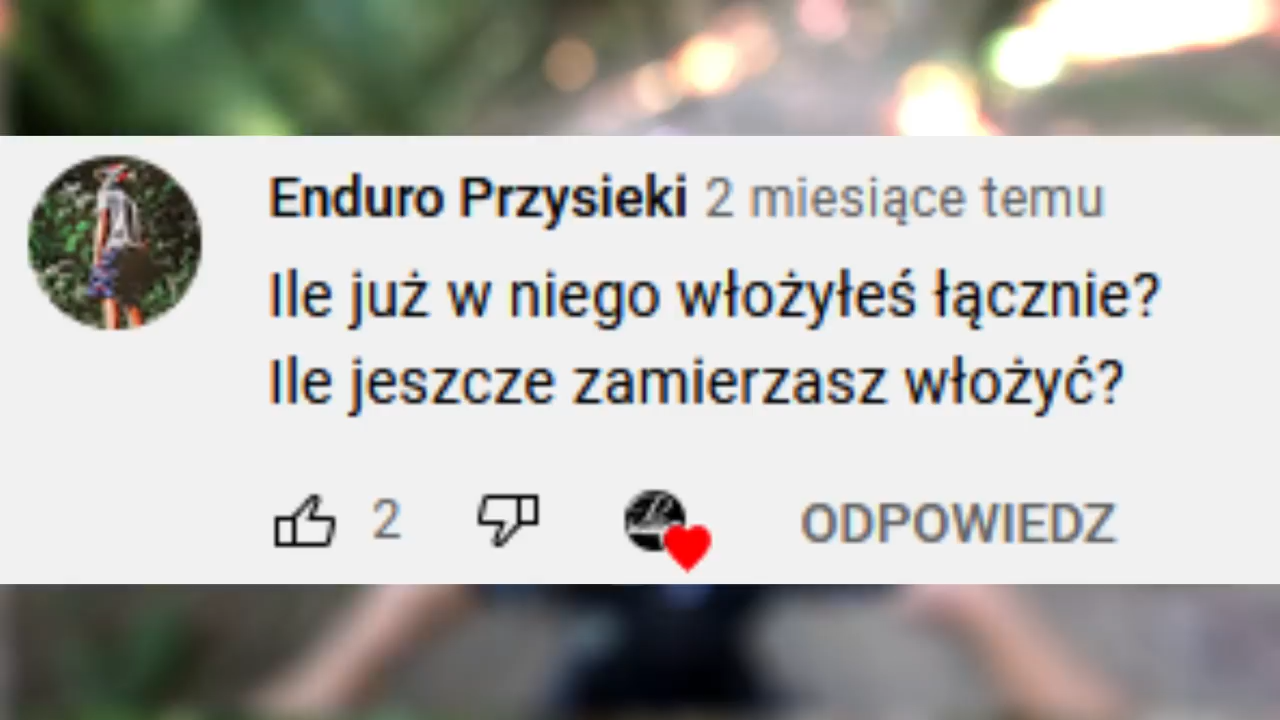 Enduro Przysieki 2 miesiące temu
Ile już w niego włożyłeś łącznie?
Ile jeszcze zamierzasz włożyć?
2 ODPOWIEDZ